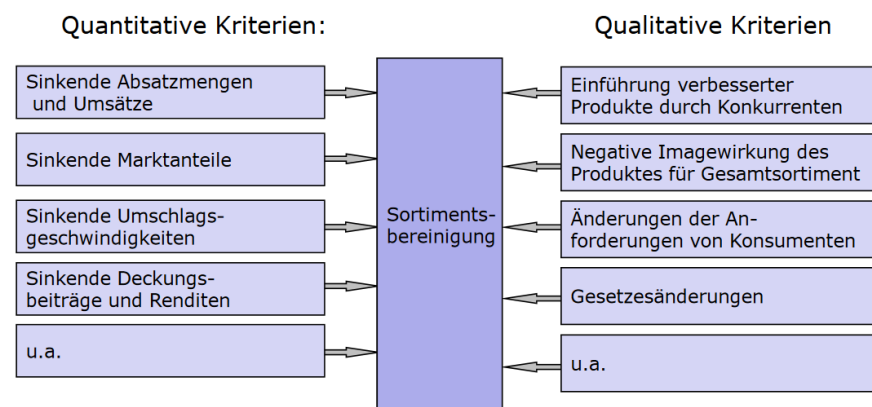 Quantitative Kriterien:
Qualitative Kriterien
Sinkende Absatzmengen
und Umsätze
Sinkende Marktanteile
Sinkende Umschlags-
geschwindigkeiten
Sinkende Deckungs-
beiträge und Renditen
u.a.
Sortiments-
bereinigung
Einführung verbesserter
Produkte durch Konkurrenten
Negative Imagewirkung des
Produktes für Gesamtsortiment
Änderungen der An-
forderungen von Konsumenten
Gesetzesänderungen
u.a.